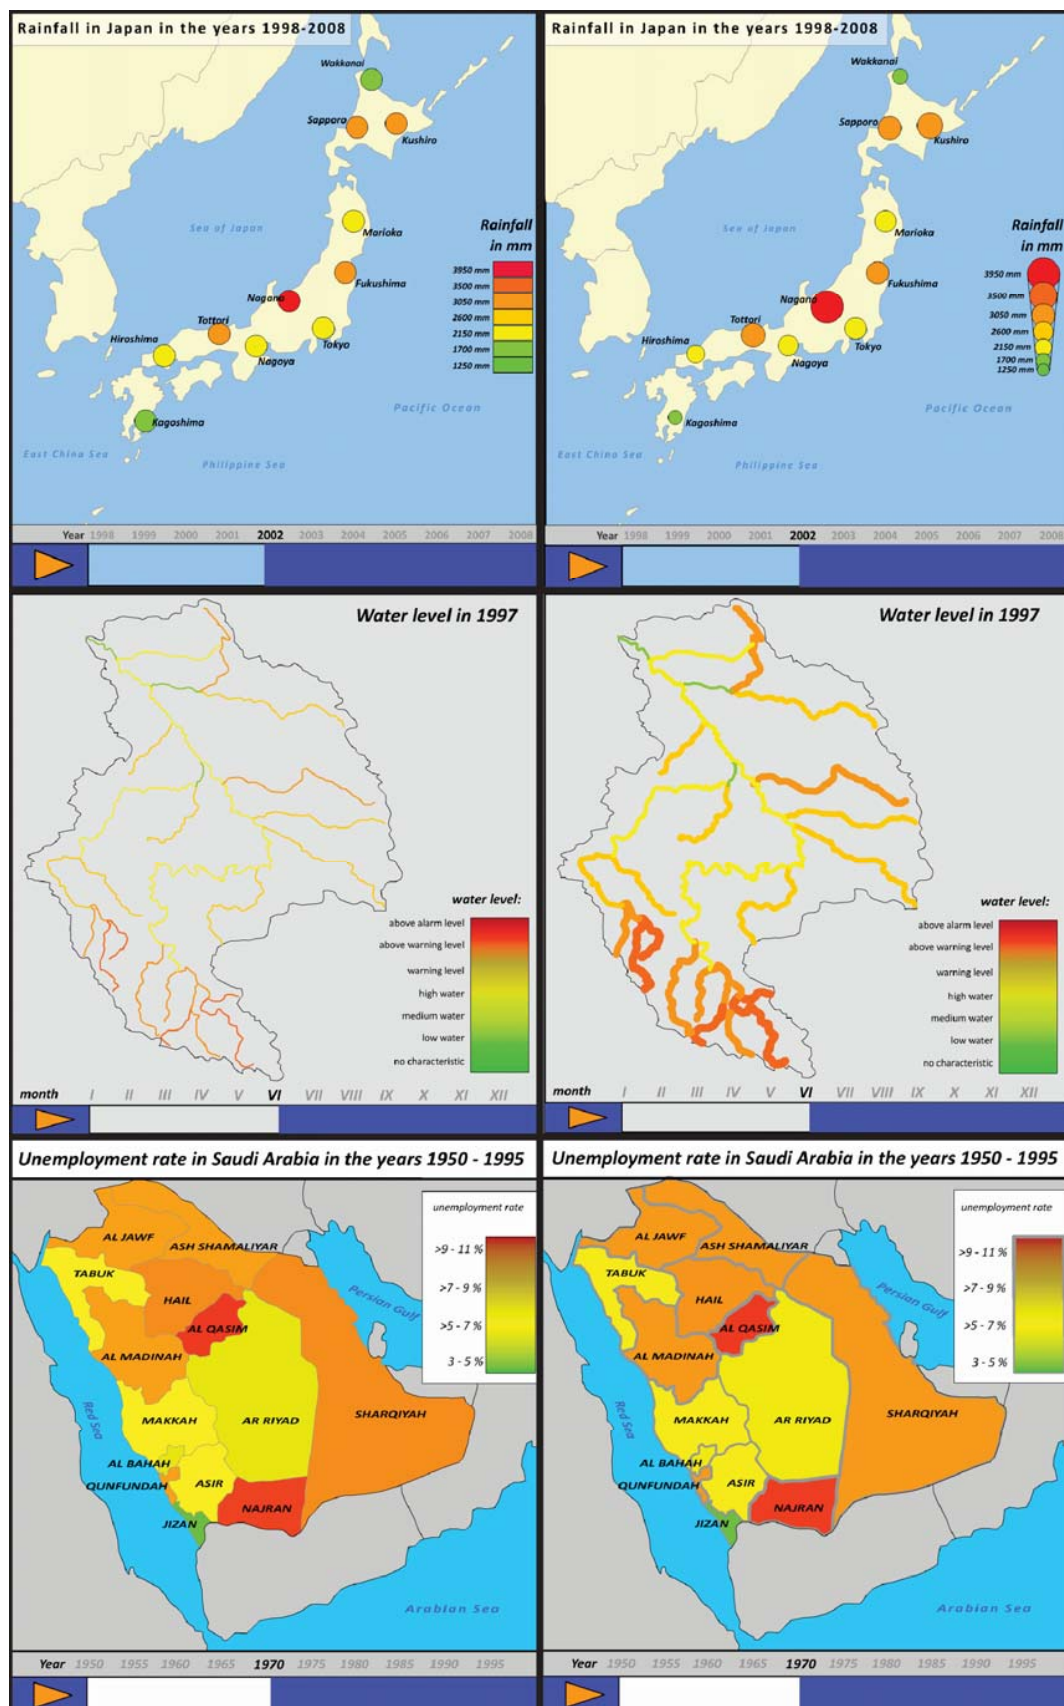 Rainfall in Japan in the years 1998-2008
Wakkanai
Sapporo
Kushiro
Sea of Japan
Marioka
Rainfall
in mm
3950 mm
3500 mm
3050 mm
2600 mm
2150 mm
1700 mm
1250 mm
Fukushima
Nagano
Tottori
Hiroshima
Tokyo
Nagoya
Kagoshima
Pacific Ocean
East China Sea
Philippine Sea
Year 1998 1999 2000 2001 2002 2003 2004 2005 2008
Rainfall in Japan in the years 1998-2008
Wakkanai
Sapporo
Kushiro
Sea of Japan
Marioka
Rainfall
in mm
3950 mm
3500 mm
3050 mm
2600 mm
2150 mm
1700 mm
1250 mm
Fukushima
Nagano
Tottori
Hiroshima
Tokyo
Nagoya
Kagoshima
Pacific Ocean
East China Sea
Philippine Sea
Year 1998 1999 2000 2001 2002 2003 2004 2005 2008
Water level in 1997
water level:
above alarm level
above warning level
warning level
high water
medium water
low water
no characteristic
month I II III IV V VI VII VIII IX X XI XII
Water level in 1997
water level:
above alarm level
above warning level
warning level
high water
medium water
low water
no characteristic
month I II III IV V VI VII VIII IX X XI XII
Unemployment rate in Saudi Arabia in the years 1950 - 1995
unemployment rate
>9 - 11 %
>7 - 9 %
>5 - 7 %
3 - 5 %
AL JAWF
ASH SHAMALIYAR
TABUK
HAIL
Persian Gulf
AL QASIM
AL MADINAH
Red Sea
MAKKAH
AR RIYAD
SHARQIYAH
AL BAHAH
QUNFUNDAH
ASIR
NAJRAN
JIZAN
Arabian Sea
Year 1950 1955 1960 1965 1970 1975 1980 1985 1990 1995
Unemployment rate in Saudi Arabia in the years 1950 - 1995
unemployment rate
>9 - 11 %
>7 - 9 %
>5 - 7 %
3 - 5 %
AL JAWF
ASH SHAMALIYAR
TABUK
HAIL
Persian Gulf
AL QASIM
AL MADINAH
Red Sea
MAKKAH
AR RIYAD
SHARQIYAH
AL BAHAH
QUNFUNDAH
ASIR
NAJRAN
JIZAN
Arabian Sea
Year 1950 1955 1960 1965 1970 1975 1980 1985 1990 1995